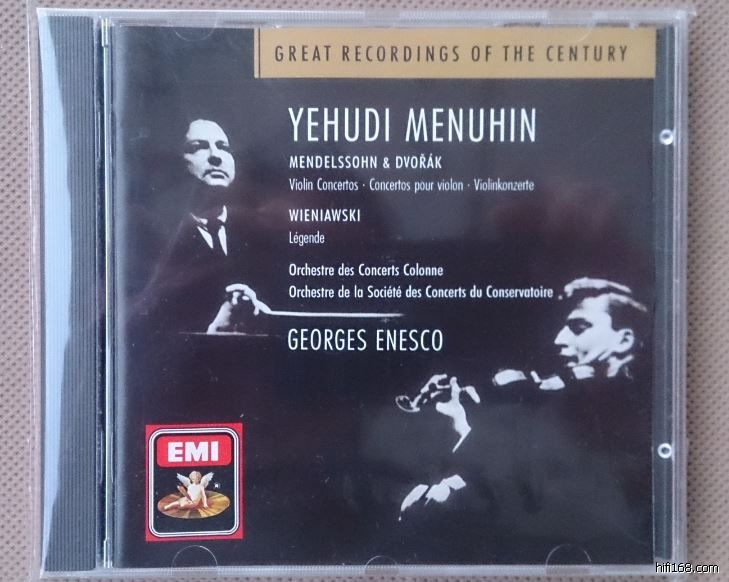 GREAT RECORDINGS OF THE CENTURY
YEHUDI MENUHIN
MENDELSSOHN & DVOŘÁK
Violin Concertos · Concertos pour violon · Violinkonzerte
WIENIAWSKI
Légende
Orchestre des Concerts Colonne
Orchestre de la Société des Concerts du Conservatoire
GEORGES ENESCO
EMI
hifi168.com